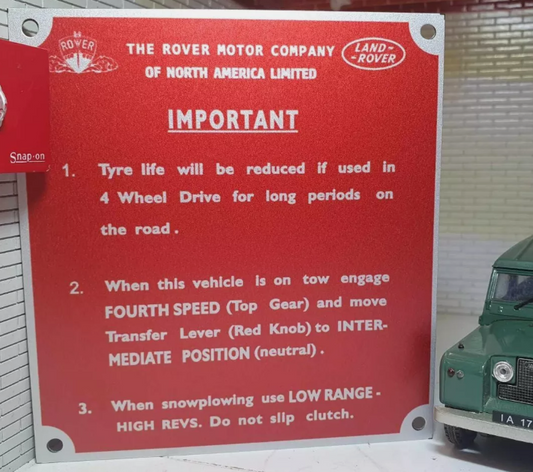 ROVER
THE ROVER MOTOR COMPANY
OF NORTH AMERICA LIMITED
LAND-
-ROVER
IMPORTANT
Snap-on
1. Tyre life will be reduced if used in
4 Wheel Drive for long periods on
the road.
2. When this vehicle is on tow engage
FOURTH SPEED (Top Gear) and move
Transfer Lever (Red Knob) to INTER-
MEDIATE POSITION (neutral).
3. When snowplowing use LOW RANGE -
HIGH REVS. Do not slip clutch.
IA 17